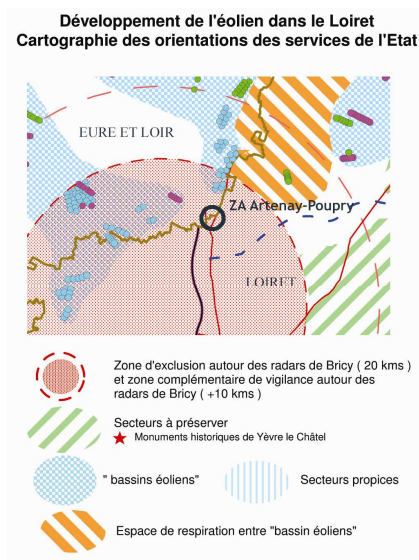 Développement de l'éolien dans le Loiret
Cartographie des orientations des services de l'Etat
EURE ET LOIR
ZA Artenay-Poupry
LOIRET
Zone d'exclusion autour des radars de Bricy ( 20 kms )
et zone complémentaire de vigilance autour des
radars de Bricy ( +10 kms )
Secteurs à préserver
Monuments historiques de Yèvre le Châtel
" bassins éoliens"
Secteurs propices
Espace de respiration entre "bassin éoliens"